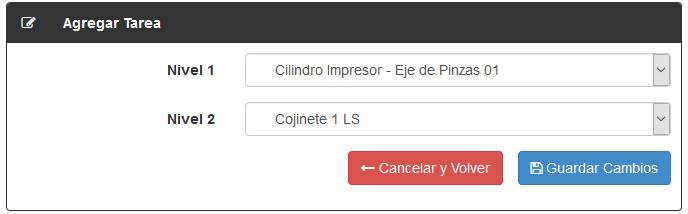 Agregar Tarea
Nivel 1 Cilindro Impresor - Eje de Pinzas 01
Nivel 2 Cojinete 1 LS
Cancelar y Volver Guardar Cambios